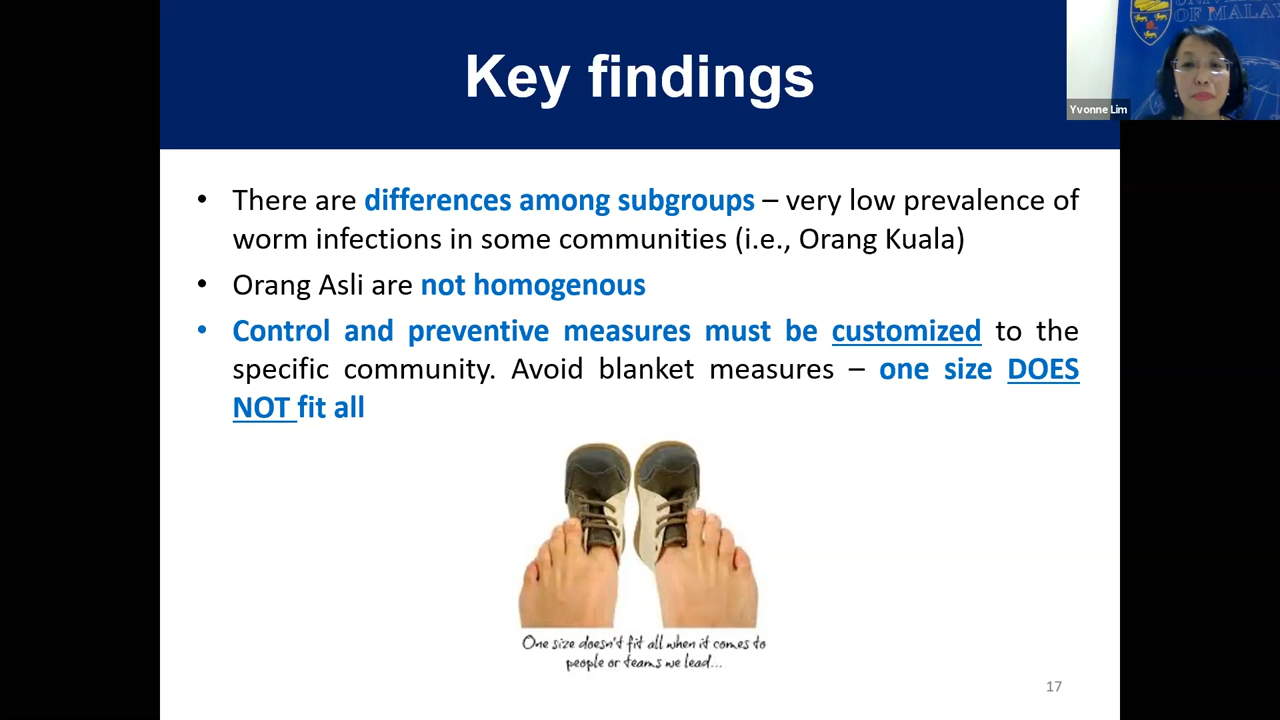 Key findings
UNIVERSITI
OF MALAYA
Yvonne Lim
• There are differences among subgroups – very low prevalence of
worm infections in some communities (i.e., Orang Kuala)
• Orang Asli are not homogenous
• Control and preventive measures must be customized to the
specific community. Avoid blanket measures – one size DOES
NOT fit all
One size doesn't fit all when it comes to
people or teams we lead...
17